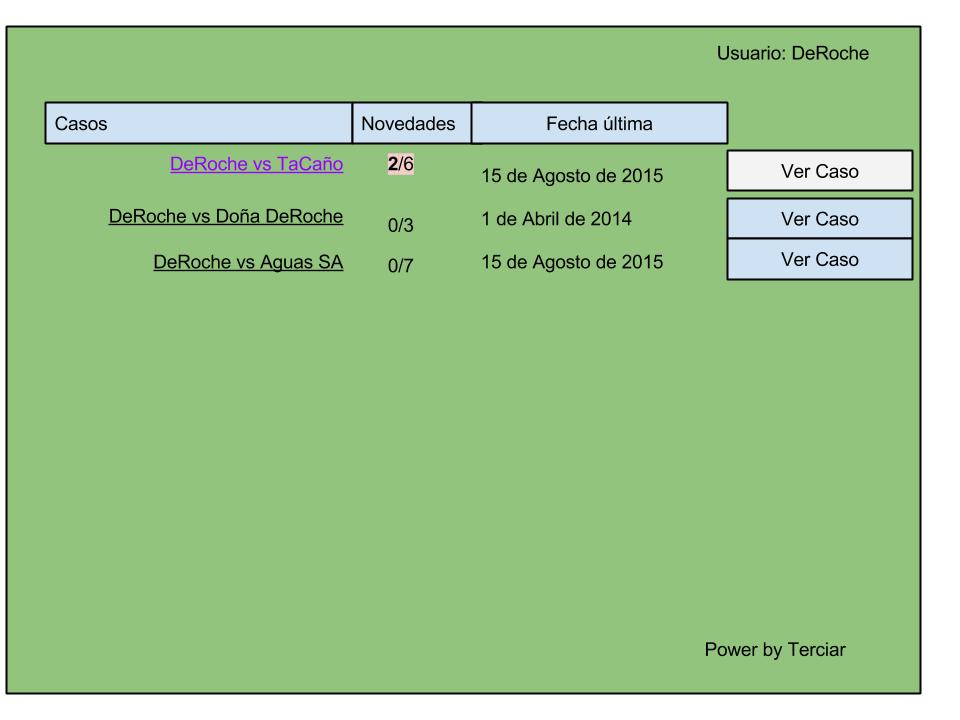 Usuario: DeRoche
Casos Novedades Fecha última
DeRoche vs TaCaño 2/6 15 de Agosto de 2015 Ver Caso
DeRoche vs Doña DeRoche 0/3 1 de Abril de 2014 Ver Caso
DeRoche vs Aguas SA 0/7 15 de Agosto de 2015 Ver Caso
Power by Terciar